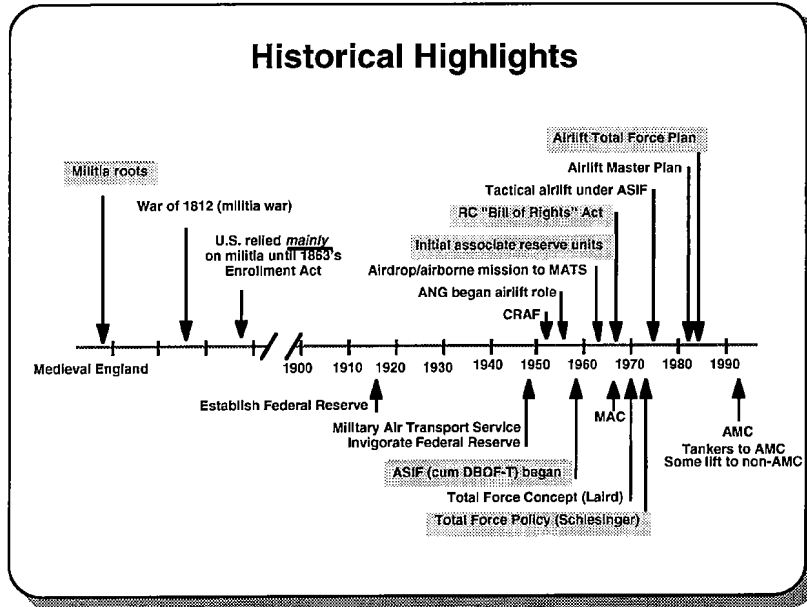 Historical Highlights
Airlift Total Force Plan
Militia roots
Airlift Master Plan
Tactical airlift under ASIF
War of 1812 (militia war)
RC "Bill of Rights" Act
U.S. relied mainly
on militia until 1863's
Enrollment Act
Initial associate reserve units
Airdrop/airborne mission to MATS
ANG began airlift role
CRAF
Medieval England
1900 1910 1920 1930 1940 1950 1960 1970 1980 1990
Establish Federal Reserve
Military Air Transport Service
Invigorate Federal Reserve
MAC
AMC
Tankers to AMC
Some lift to non-AMC
ASIF (cum DBOF-T) began
Total Force Concept (Laird)
Total Force Policy (Schlesinger)